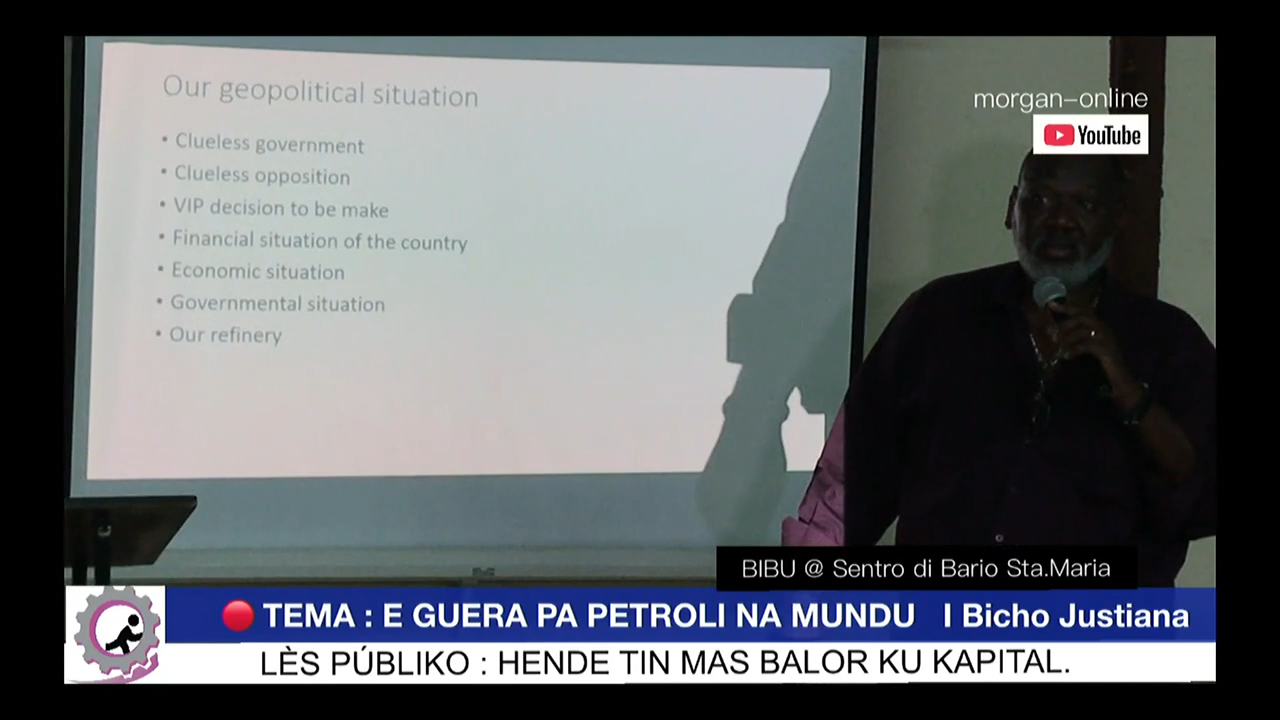 Our geopolitical situation
• Clueless government
• Clueless opposition
• VIP decision to be make
• Financial situation of the country
• Economic situation
• Governmental situation
• Our refinery
morgan-online
YouTube
BIBU @ Sentro di Bario Sta.Maria
TEMA : E GUERA PA PETROLI NA MUNDU I Bicho Justiana
LÈS PÚBLIKO : HENDE TIN MAS BALOR KU KAPITAL.